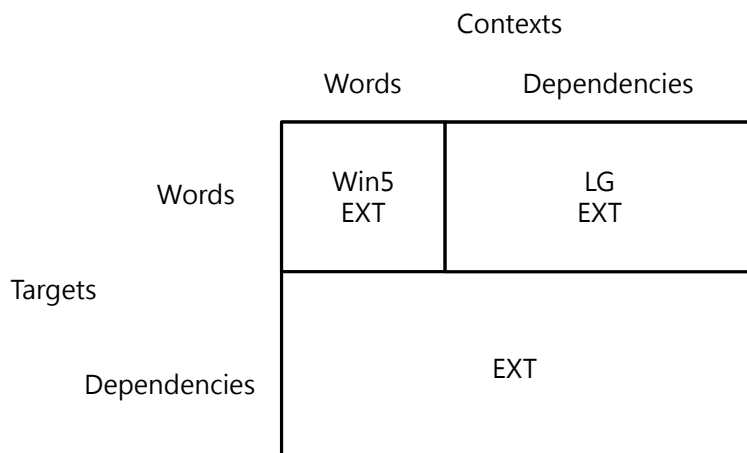 Contexts
Words Dependencies
Words
Win5
EXT
LG
EXT
Targets
Dependencies
EXT